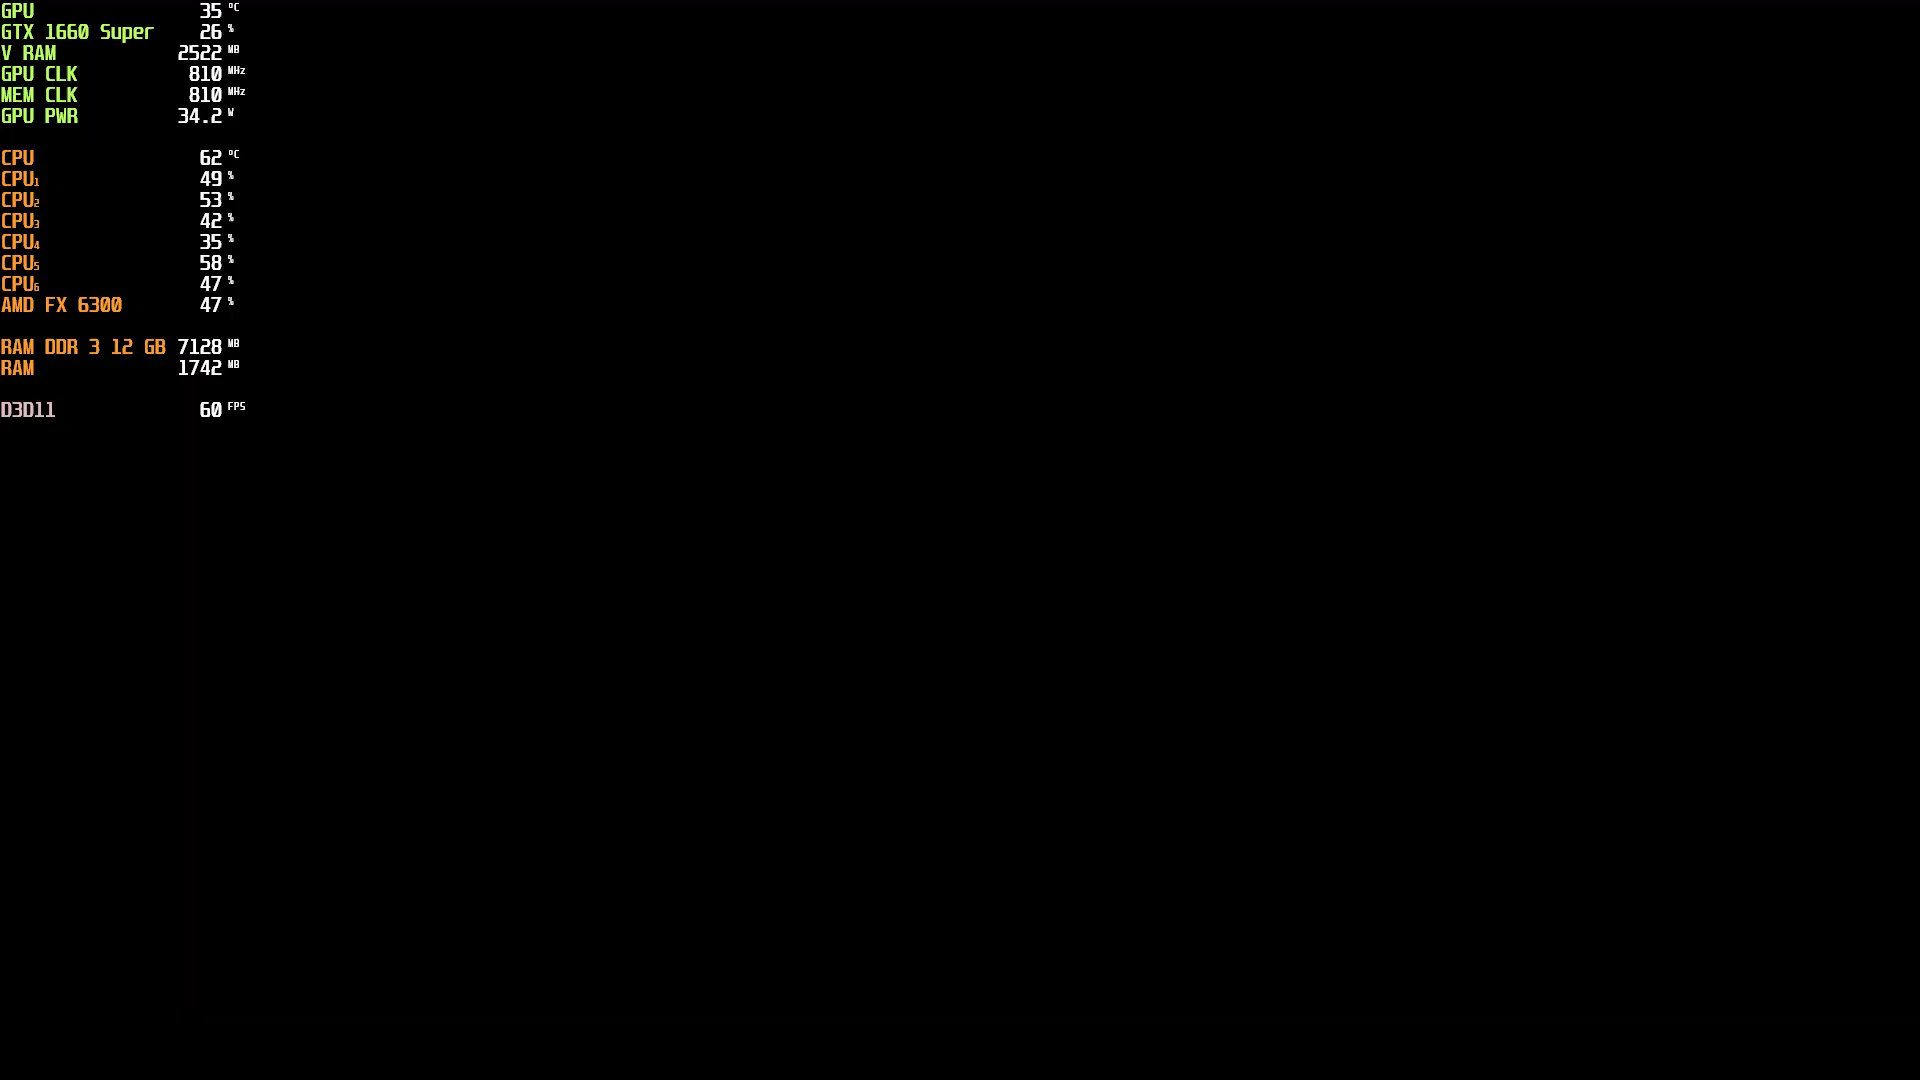 GPU 35 °C
GTX 1660 Super 26 %
V RAM 2522 MB
GPU CLK 810 MHz
MEM CLK 810 MHz
GPU PWR 34.2 W
CPU 62 °C
CPU₁ 49 %
CPU₂ 53 %
CPU₃ 42 %
CPU₄ 35 %
CPU₅ 58 %
CPU₆ 47 %
AMD FX 6300 47 %
RAM DDR 3 12 GB 7128 MB
RAM 1742 MB
D3D11 60 FPS